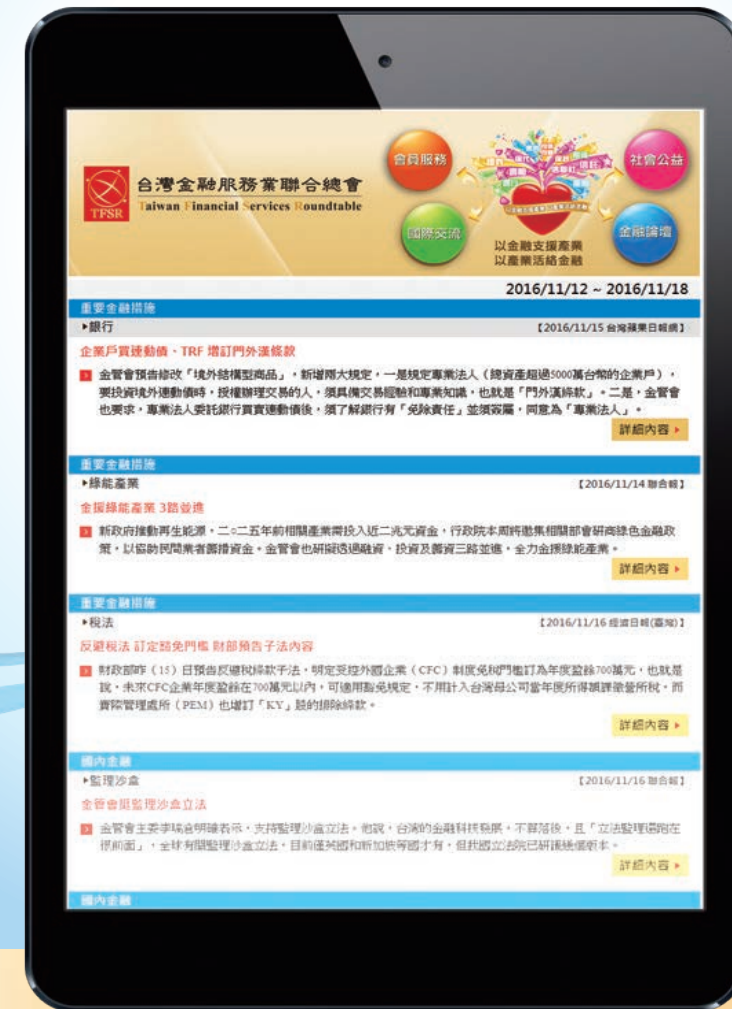 台灣金融服務業聯合總會
Taiwan Financial Services Roundtable
TFSR
會員服務
社會公益
國際交流
金融論壇
以金融支援產業
以產業活絡金融
2016/11/12 ~ 2016/11/18
重要金融措施
▸銀行
【2016/11/15 台灣蘋果日報網】
企業戶買連動債、TRF 增訂門外漢條款
金管會預告修改「境外結構型商品」，新增兩大規定，一是規定專業法人（總資產超過5000萬台幣的企業戶），
要投資境外連動債時，授權辦理交易的人，須具備交易經驗和專業知識，也就是「門外漢條款」。二是，金管會
也要求，專業法人委託銀行買賣連動債後，須了解銀行有「免除責任」並須簽屬，同意為「專業法人」。
詳細內容
重要金融措施
▸綠能產業
【2016/11/14 聯合報】
金援綠能產業 3路並進
新政府推動再生能源，二○二五年前相關產業需投入近二兆元資金，行政院本周將邀集相關部會研商綠色金融政
策，以協助民間業者籌措資金。金管會也研擬透過融資、投資及籌資三路並進，全力金援綠能產業。
詳細內容
重要金融措施
▸稅法
【2016/11/16 經濟日報(臺灣)】
反避稅法 訂定豁免門檻 財部預告子法內容
財政部昨（15）日預告反避稅條款子法，明定受控外國企業（CFC）制度免稅門檻訂為年度盈餘700萬元，也就是
說，未來CFC企業年度盈餘在700萬元以內，可適用豁免規定，不用計入台灣母公司當年度所得額課徵營所稅，而
實際管理處所（PEM）也增訂「KY」股的排除條款。
詳細內容
國內金融
▸監理沙盒
【2016/11/16 聯合報】
金管會挺監理沙盒立法
金管會主委李瑞倉明確表示，支持監理沙盒立法。他說，台灣的金融科技發展，不算落後，且「立法監理還跑在
很前面」，全球有關監理沙盒立法，目前僅英國和新加坡等國才有，但我國立法院已研議幾個版本。
詳細內容
國內金融